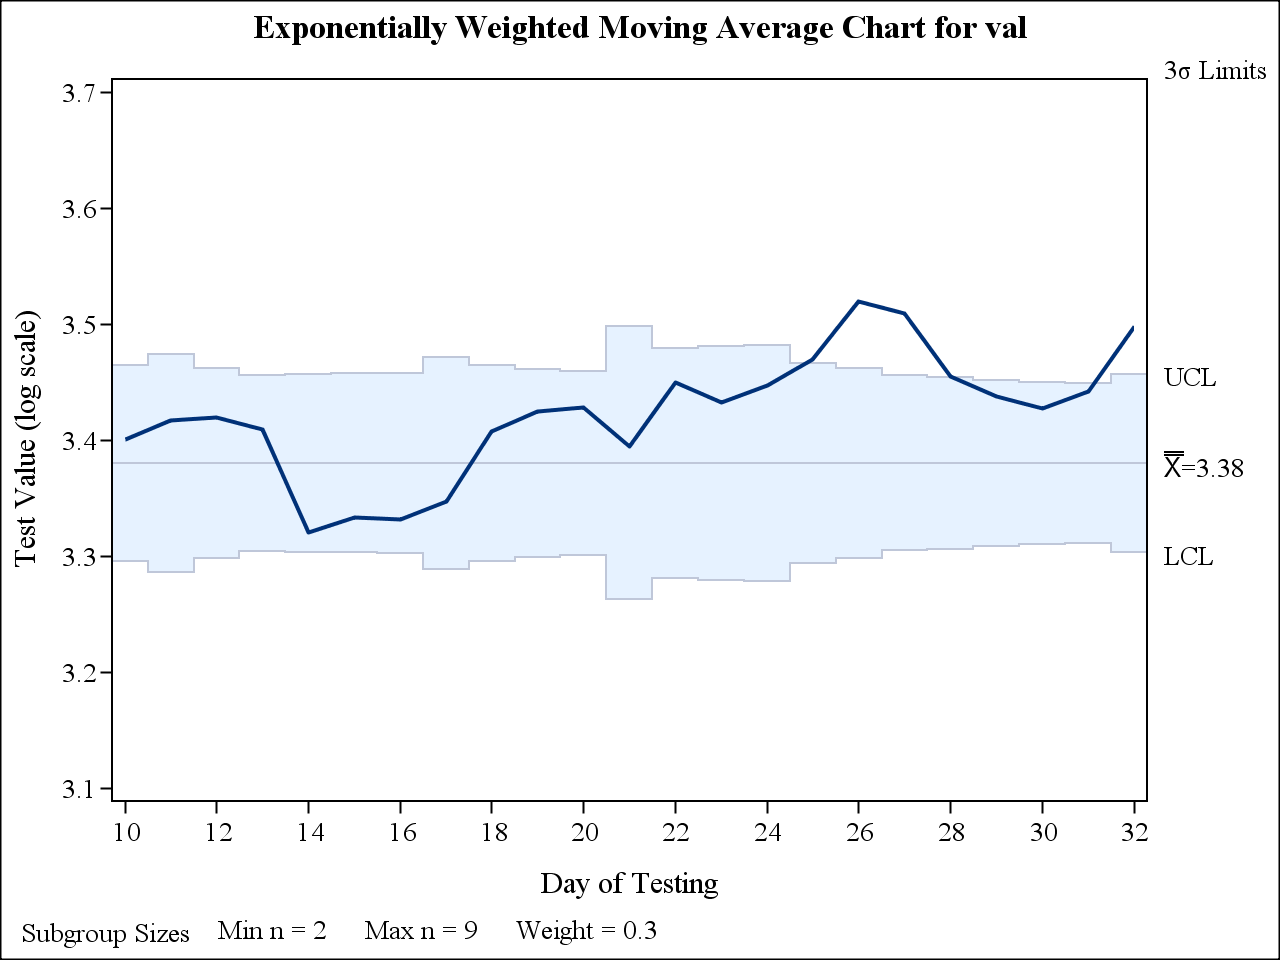 Exponentially Weighted Moving Average Chart for val
3σ Limits
3.7
3.6
3.5
3.4
3.3
3.2
3.1
Test Value (log scale)
UCL
X̿=3.38
LCL
10 12 14 16 18 20 22 24 26 28 30 32
Day of Testing
Subgroup Sizes Min n = 2 Max n = 9 Weight = 0.3